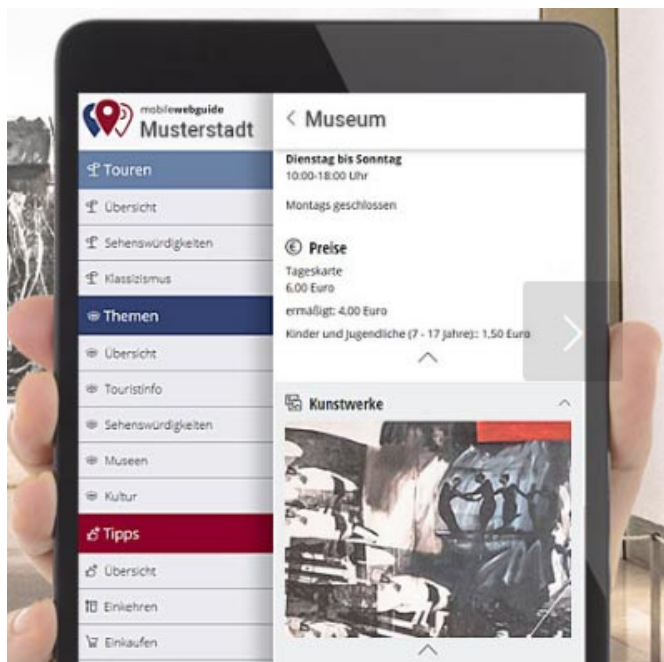 mobilewebguide
Musterstadt
Touren
Übersicht
Sehenswürdigkeiten
Klassizismus
Themen
Übersicht
Touristinfo
Sehenswürdigkeiten
Museen
Kultur
Tipps
Übersicht
Einkehren
Einkaufen
< Museum
Dienstag bis Sonntag
10:00-18:00 Uhr
Montags geschlossen
€ Preise
Tageskarte
6,00 Euro
ermäßigt: 4,00 Euro
Kinder und Jugendliche (7 - 17 Jahre):: 1,50 Euro
Kunstwerke